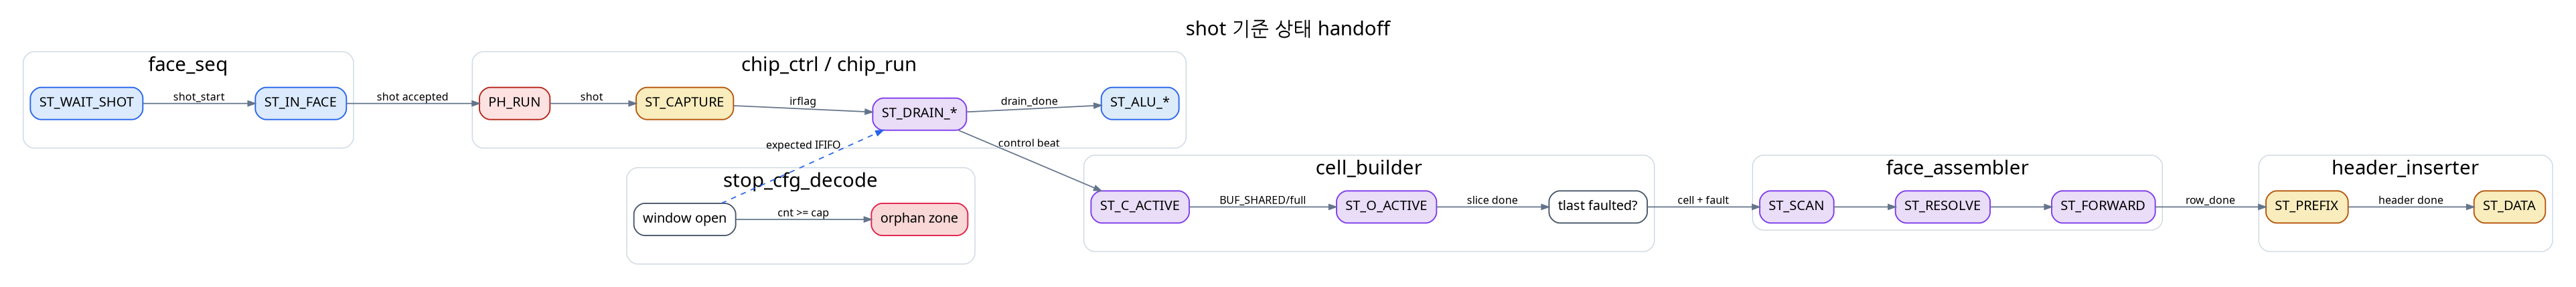 shot 기준 상태 handoff
face_seq
ST_WAIT_SHOT
shot_start
ST_IN_FACE
shot accepted
chip_ctrl / chip_run
PH_RUN
shot
ST_CAPTURE
irflag
ST_DRAIN_*
drain_done
ST_ALU_*
expected IFIFO
control beat
stop_cfg_decode
window open
cnt >= cap
orphan zone
cell_builder
ST_C_ACTIVE
BUF_SHARED/full
ST_O_ACTIVE
slice done
tlast faulted?
cell + fault
face_assembler
ST_SCAN
ST_RESOLVE
ST_FORWARD
row_done
header_inserter
ST_PREFIX
header done
ST_DATA